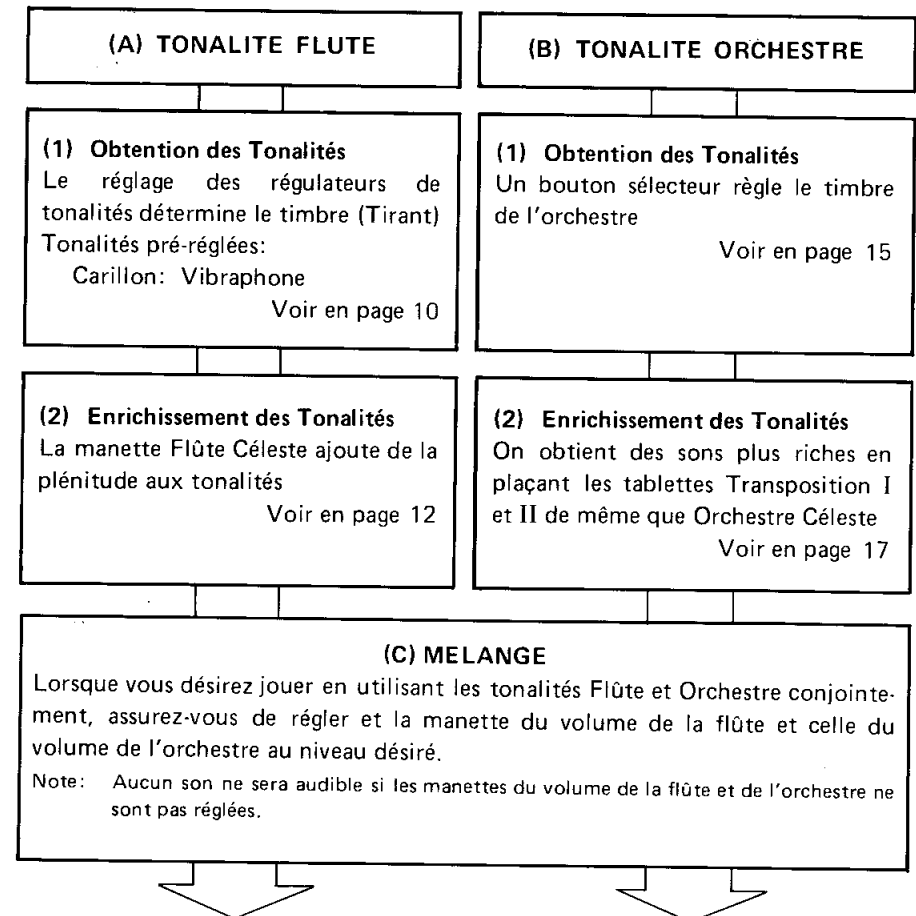 (A) TONALITE FLUTE
(1) Obtention des Tonalités
Le réglage des régulateurs de
tonalités détermine le timbre (Tirant)
Tonalités pré-réglées:
Carillon: Vibraphone
Voir en page 10
(2) Enrichissement des Tonalités
La manette Flûte Céleste ajoute de la
plénitude aux tonalités
Voir en page 12
(B) TONALITE ORCHESTRE
(1) Obtention des Tonalités
Un bouton sélecteur règle le timbre
de l'orchestre
Voir en page 15
(2) Enrichissement des Tonalités
On obtient des sons plus riches en
plaçant les tablettes Transposition I
et II de même que Orchestre Céleste
Voir en page 17
(C) MELANGE
Lorsque vous désirez jouer en utilisant les tonalités Flûte et Orchestre conjointe-
ment, assurez-vous de régler et la manette du volume de la flûte et celle du
volume de l'orchestre au niveau désiré.
Note: Aucun son ne sera audible si les manettes du volume de la flûte et de l'orchestre ne
sont pas réglées.